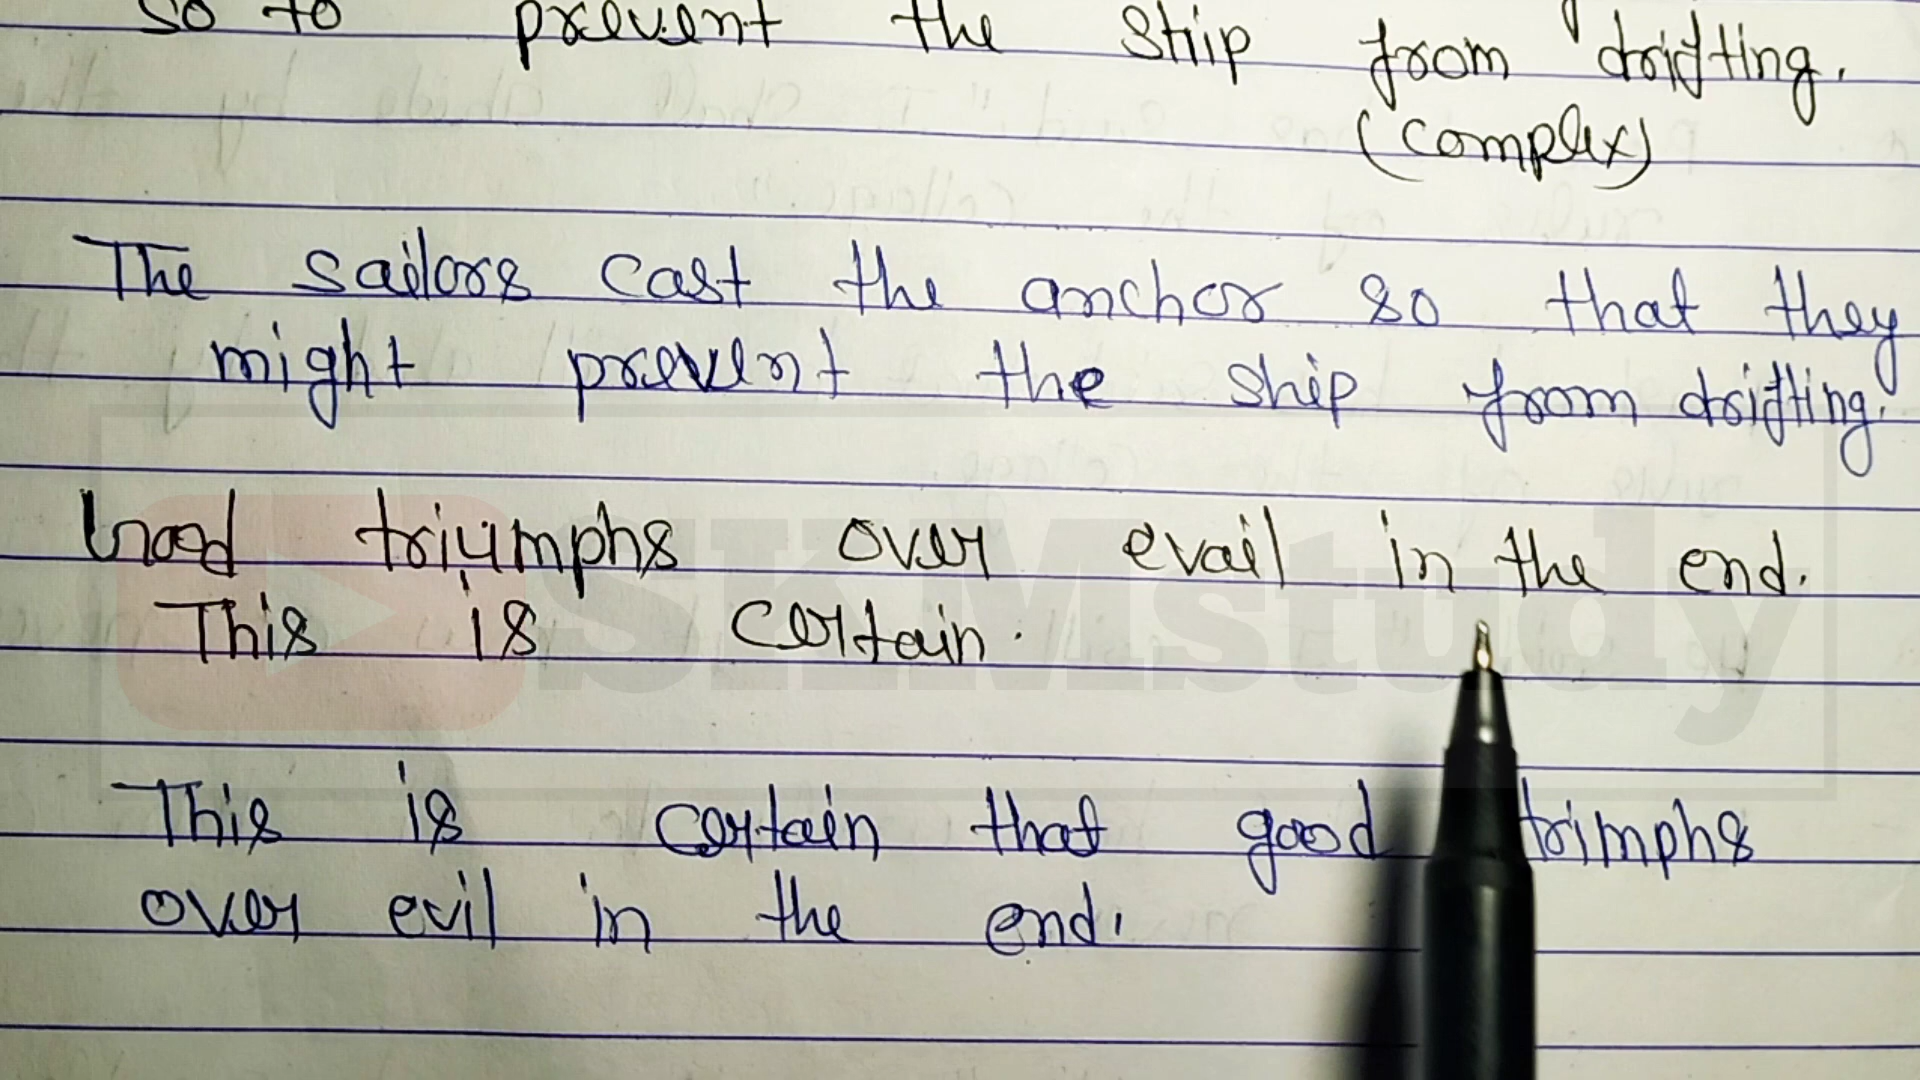 so to prevent the ship from drifting.
(complex)
The sailors cast the anchor so that they
might prevent the ship from drifting.
Good triumphs over evail in the end.
This is certain.
SKMstudy
This is certain that good trimphs
over evil in the end.